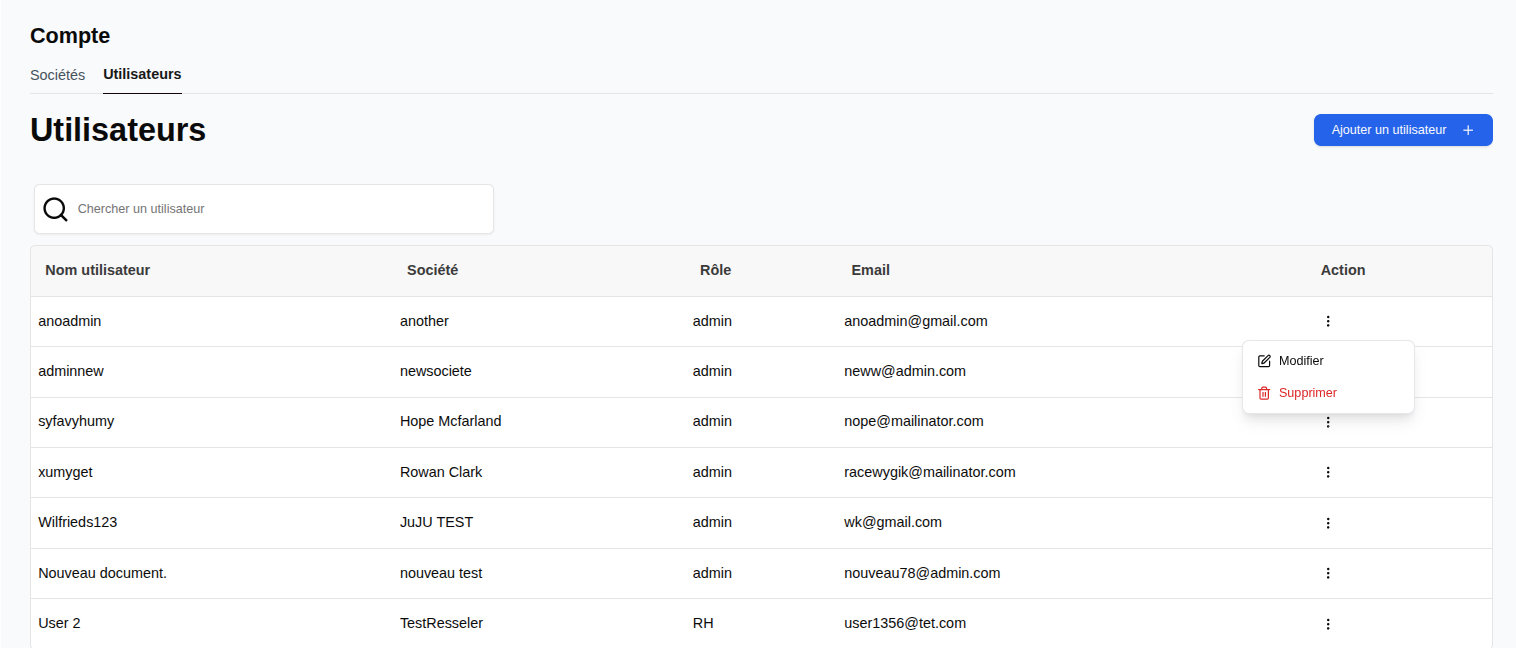 Compte
Sociétés Utilisateurs
Utilisateurs
Ajouter un utilisateur
Chercher un utilisateur
Nom utilisateur Société Rôle Email Action
anoadmin another admin anoadmin@gmail.com
Modifier
adminnew newsociete admin neww@admin.com
Supprimer
syfavyhumy Hope Mcfarland admin nope@mailinator.com
xumyget Rowan Clark admin racewygik@mailinator.com
Wilfrieds123 JuJU TEST admin wk@gmail.com
Nouveau document. nouveau test admin nouveau78@admin.com
User 2 TestResseler RH user1356@tet.com